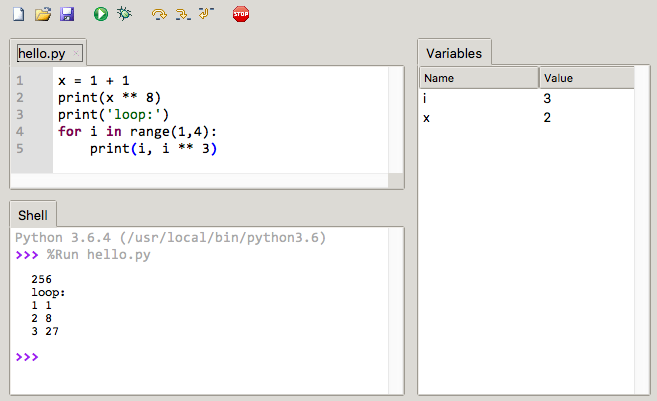 STOP
hello.py ×
1 x = 1 + 1
2 print(x ** 8)
3 print('loop:')
4 for i in range(1,4):
5     print(i, i ** 3)
Shell
Python 3.6.4 (/usr/local/bin/python3.6)
>>> %Run hello.py
256
loop:
1 1
2 8
3 27
>>>
Variables
Name Value
i 3
x 2